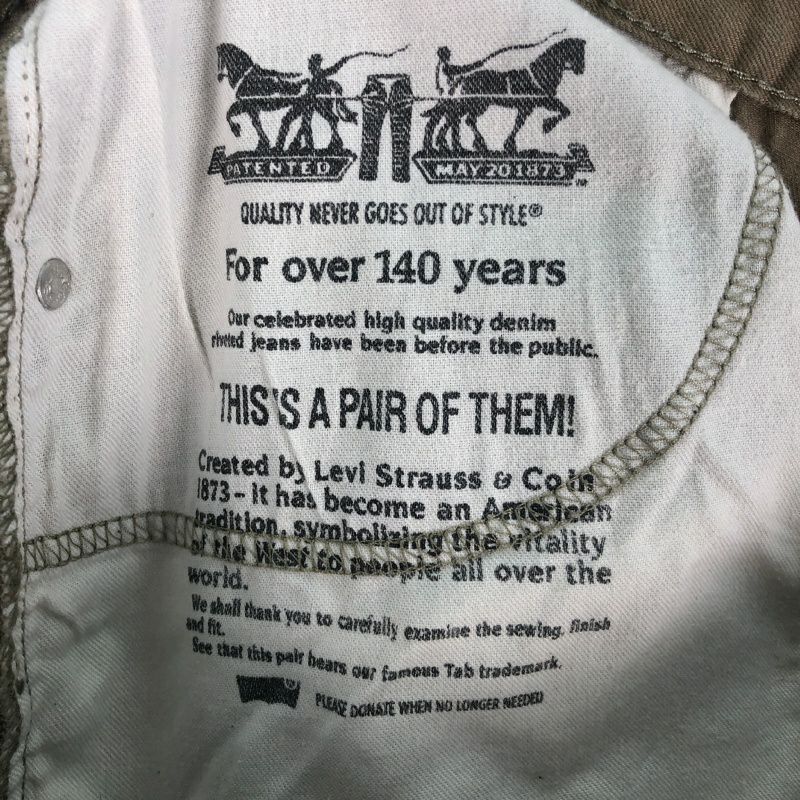 PATENTED MAY 20 1873 ™
QUALITY NEVER GOES OUT OF STYLE®
For over 140 years
Our celebrated high quality denim
riveted jeans have been before the public.
THIS IS A PAIR OF THEM!
Created by Levi Strauss & Co in
1873 – it has become an American
tradition, symbolizing the vitality
of the West to people all over the
world.
We shall thank you to carefully examine the sewing, finish
and fit.
See that this pair bears our famous Tab trademark.
® PLEASE DONATE WHEN NO LONGER NEEDED